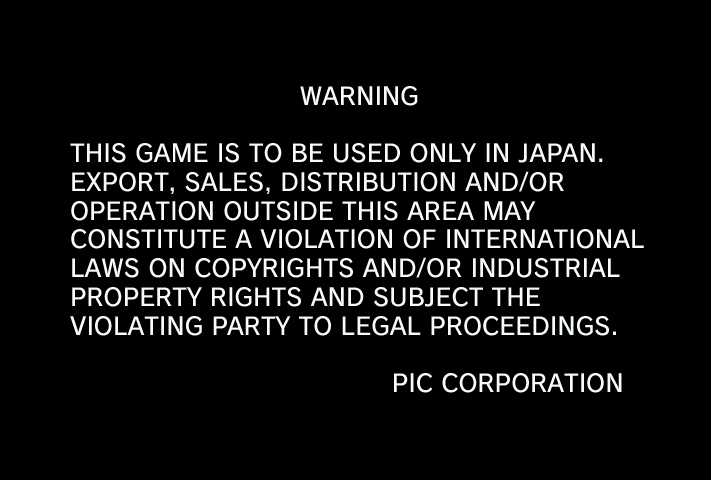 WARNING
THIS GAME IS TO BE USED ONLY IN JAPAN.
EXPORT, SALES, DISTRIBUTION AND/OR
OPERATION OUTSIDE THIS AREA MAY
CONSTITUTE A VIOLATION OF INTERNATIONAL
LAWS ON COPYRIGHTS AND/OR INDUSTRIAL
PROPERTY RIGHTS AND SUBJECT THE
VIOLATING PARTY TO LEGAL PROCEEDINGS.
PIC CORPORATION